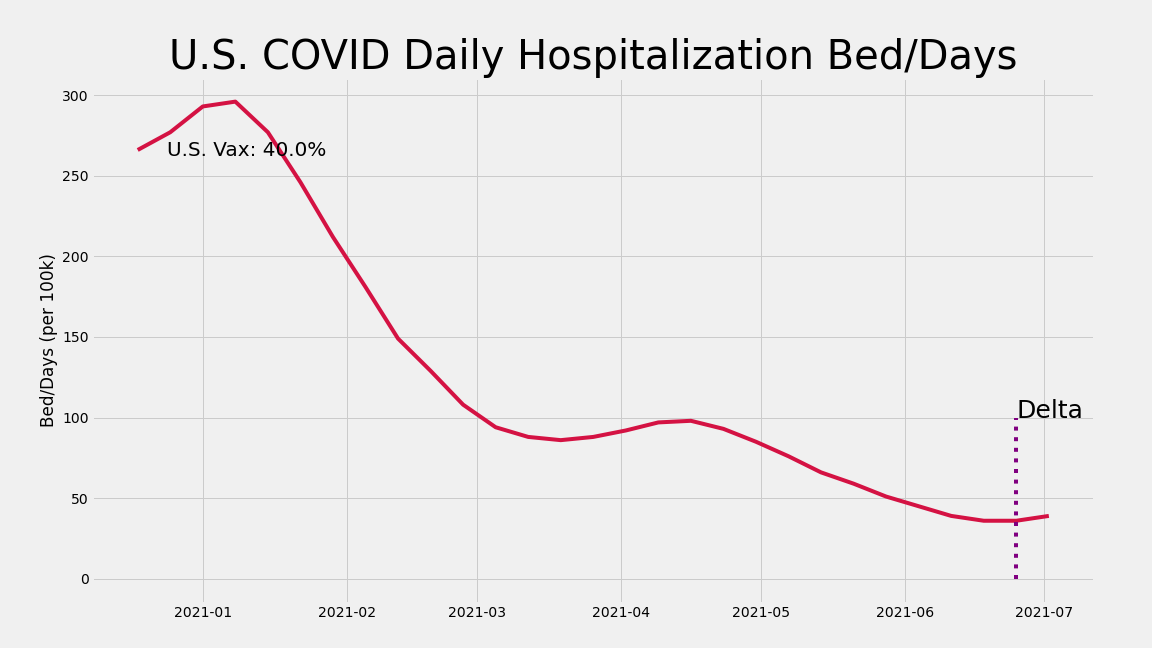 U.S. COVID Daily Hospitalization Bed/Days
300
U.S. Vax: 40.0%
250
200
150
100
50
0
Bed/Days (per 100k)
Delta
2021-01 2021-02 2021-03 2021-04 2021-05 2021-06 2021-07